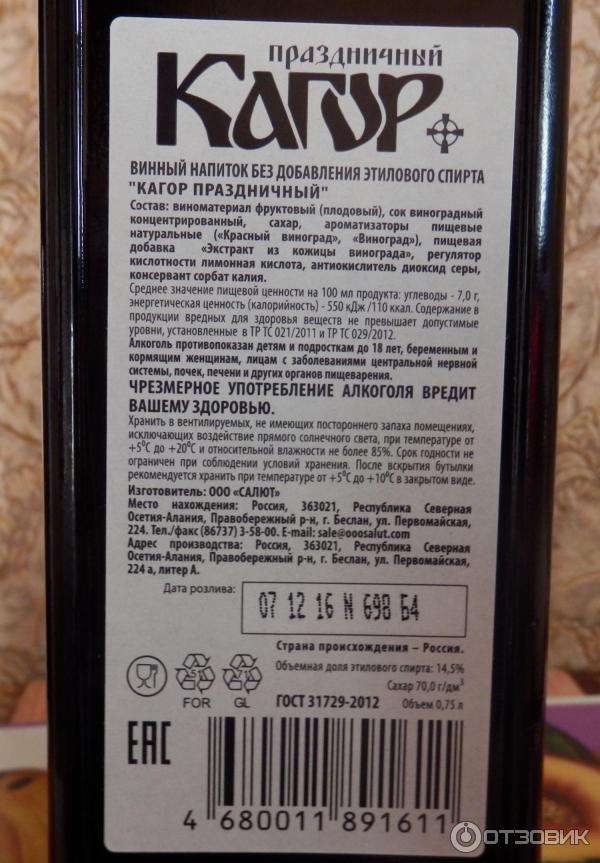 праздничный
Кагор
ВИННЫЙ НАПИТОК БЕЗ ДОБАВЛЕНИЯ ЭТИЛОВОГО СПИРТА
"КАГОР ПРАЗДНИЧНЫЙ"
Состав: виноматериал фруктовый (плодовый), сок виноградный
концентрированный, сахар, ароматизаторы пищевые
натуральные («Красный виноград», «Виноград»), пищевая
добавка «Экстракт из кожицы винограда», регулятор
кислотности лимонная кислота, антиокислитель диоксид серы,
консервант сорбат калия.
Среднее значение пищевой ценности на 100 мл продукта: углеводы - 7,0 г,
энергетическая ценность (калорийность) - 550 кДж /110 ккал. Содержание в
продукции вредных для здоровья веществ не превышает допустимые
уровни, установленные в ТР ТС 021/2011 и ТР ТС 029/2012.
Алкоголь противопоказан детям и подросткам до 18 лет, беременным и
кормящим женщинам, лицам с заболеваниями центральной нервной
системы, почек, печени и других органов пищеварения.
ЧРЕЗМЕРНОЕ УПОТРЕБЛЕНИЕ АЛКОГОЛЯ ВРЕДИТ
ВАШЕМУ ЗДОРОВЬЮ.
Хранить в вентилируемых, не имеющих постороннего запаха помещениях,
исключающих воздействие прямого солнечного света, при температуре от
+5⁰С до +20⁰С и относительной влажности не более 85%. Срок годности не
ограничен при соблюдении условий хранения. После вскрытия бутылки
рекомендуется хранить при температуре от +5⁰С до +10⁰С в закрытом виде.
Изготовитель: ООО «САЛЮТ»
Место нахождения: Россия, 363021, Республика Северная
Осетия-Алания, Правобережный р-н, г. Беслан, ул. Первомайская,
224. Тел./факс (86737) 3-58-00. E-mail: sale@ooosalut.com
Адрес производства: Россия, 363021, Республика Северная
Осетия-Алания, Правобережный р-н, г. Беслан, ул. Первомайская,
224 а, литер А.
Дата розлива:
07 12 16 N 698 Б4
Страна происхождения – Россия.
Объемная доля этилового спирта: 14,5%
Сахар 70,0 г/дм³
FOR GL ГОСТ 31729-2012 Объем 0,75 л
EAC
4 680011 891611
ОТЗОВИК